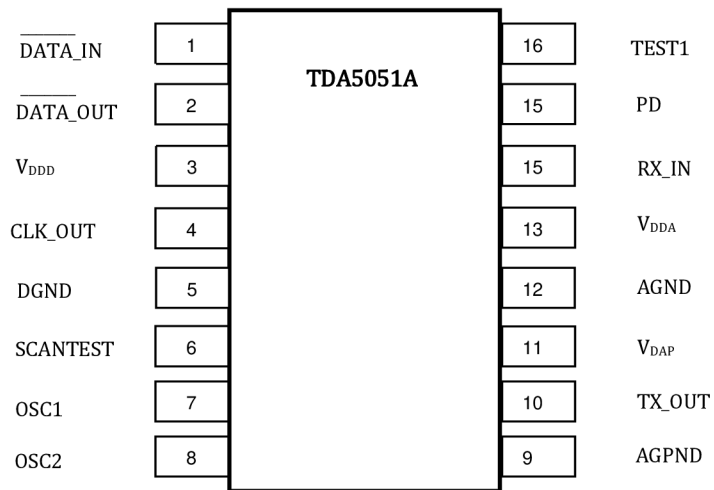 DATA_IN 1 TDA5051A 16 TEST1
DATA_OUT 2 15 PD
VDDD 3 15 RX_IN
CLK_OUT 4 13 VDDA
DGND 5 12 AGND
SCANTEST 6 11 VDAP
OSC1 7 10 TX_OUT
OSC2 8 9 AGPND